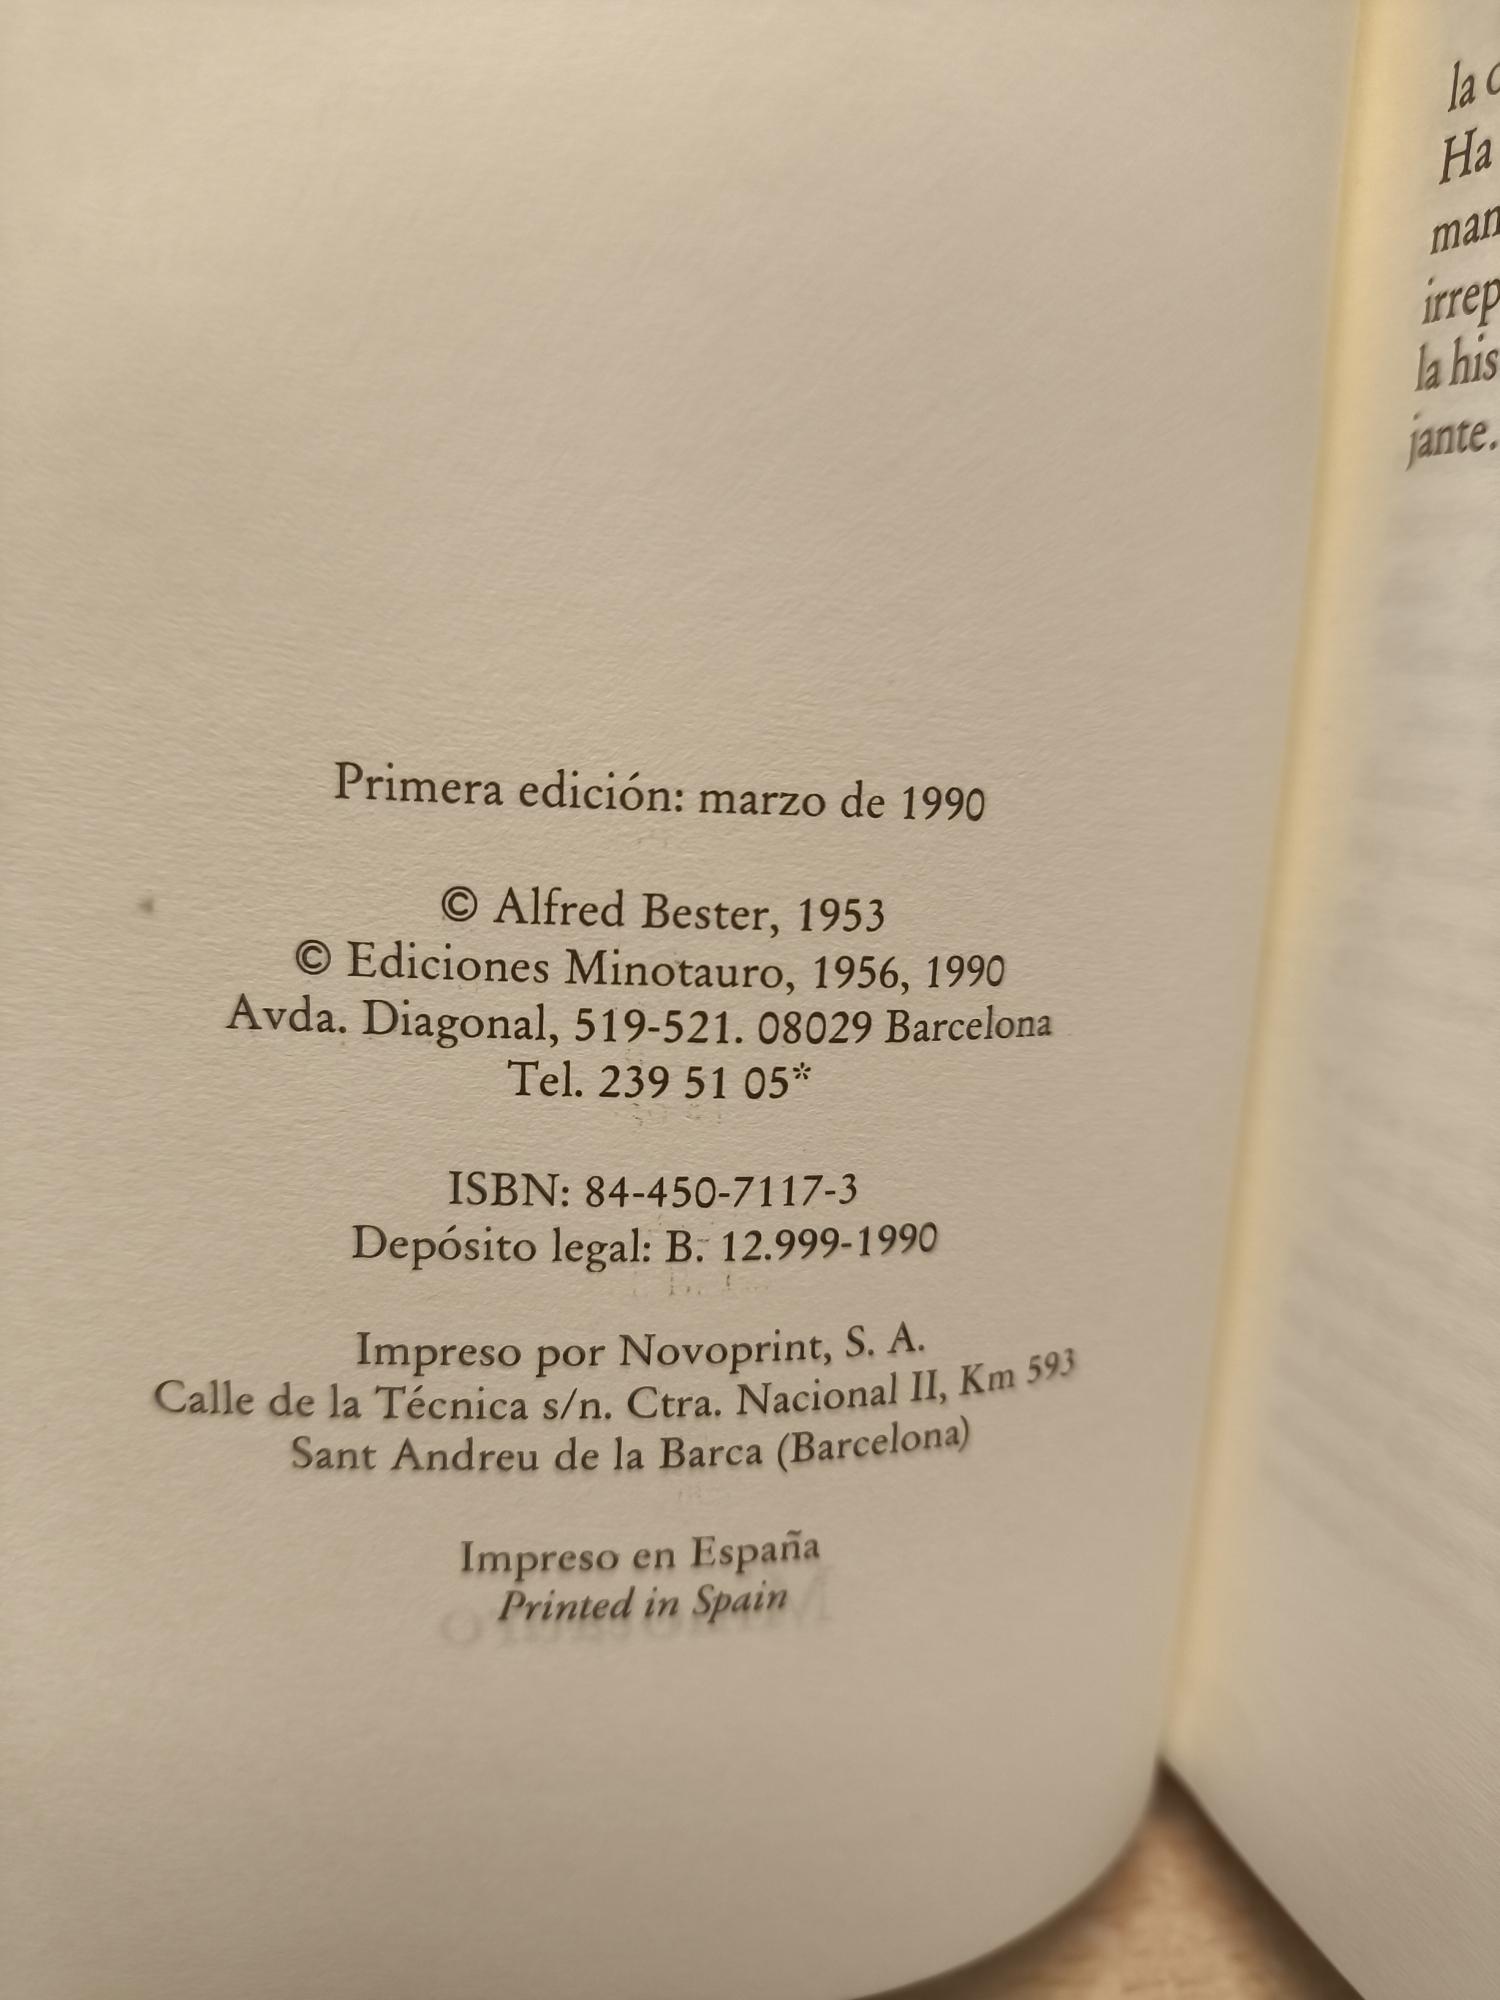 Primera edición: marzo de 1990
© Alfred Bester, 1953
© Ediciones Minotauro, 1956, 1990
Avda. Diagonal, 519-521. 08029 Barcelona
Tel. 239 51 05*
ISBN: 84-450-7117-3
Depósito legal: B. 12.999-1990
Impreso por Novoprint, S. A.
Calle de la Técnica s/n. Ctra. Nacional II, Km 593
Sant Andreu de la Barca (Barcelona)
Impreso en España
Printed in Spain
la
Ha
man
irrep
la his
jante.